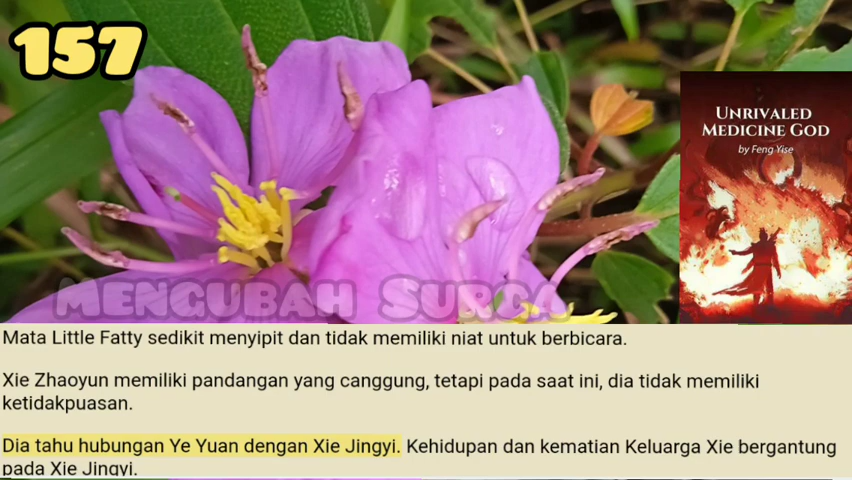 157
UNRIVALED
MEDICINE GOD
by Feng Yise
MENGUBAH SURGA
Mata Little Fatty sedikit menyipit dan tidak memiliki niat untuk berbicara.
Xie Zhaoyun memiliki pandangan yang canggung, tetapi pada saat ini, dia tidak memiliki
ketidakpuasan.
Dia tahu hubungan Ye Yuan dengan Xie Jingyi. Kehidupan dan kematian Keluarga Xie bergantung
pada Xie Jingyi.